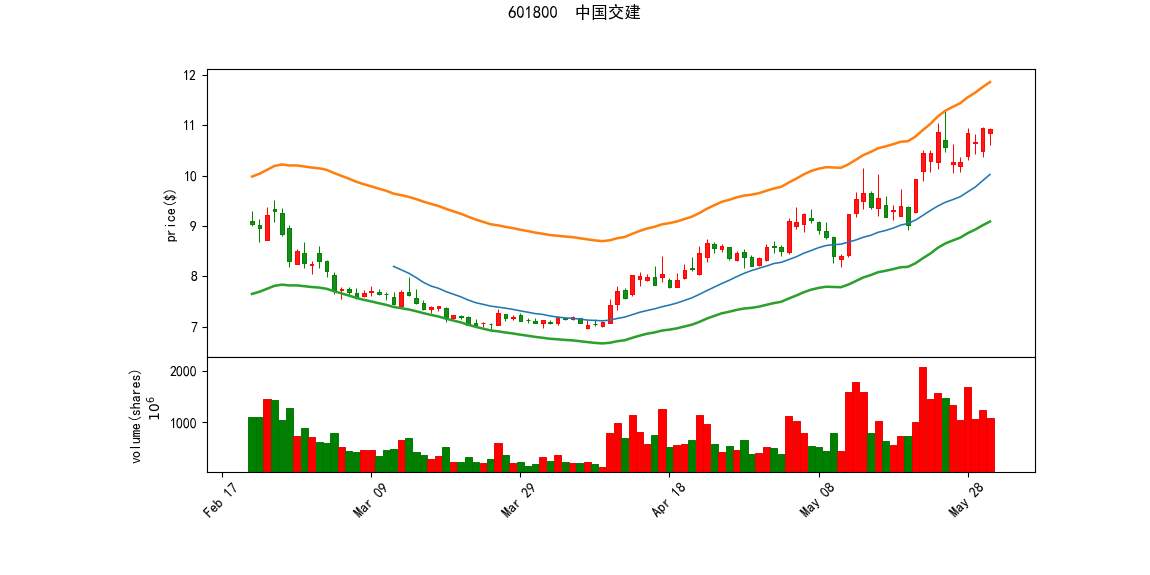 601800 中国交建
price($)
12
11
10
9
8
7
volume(shares)
10^6
2000
1000
Feb 17
Mar 09
Mar 29
Apr 18
May 08
May 28